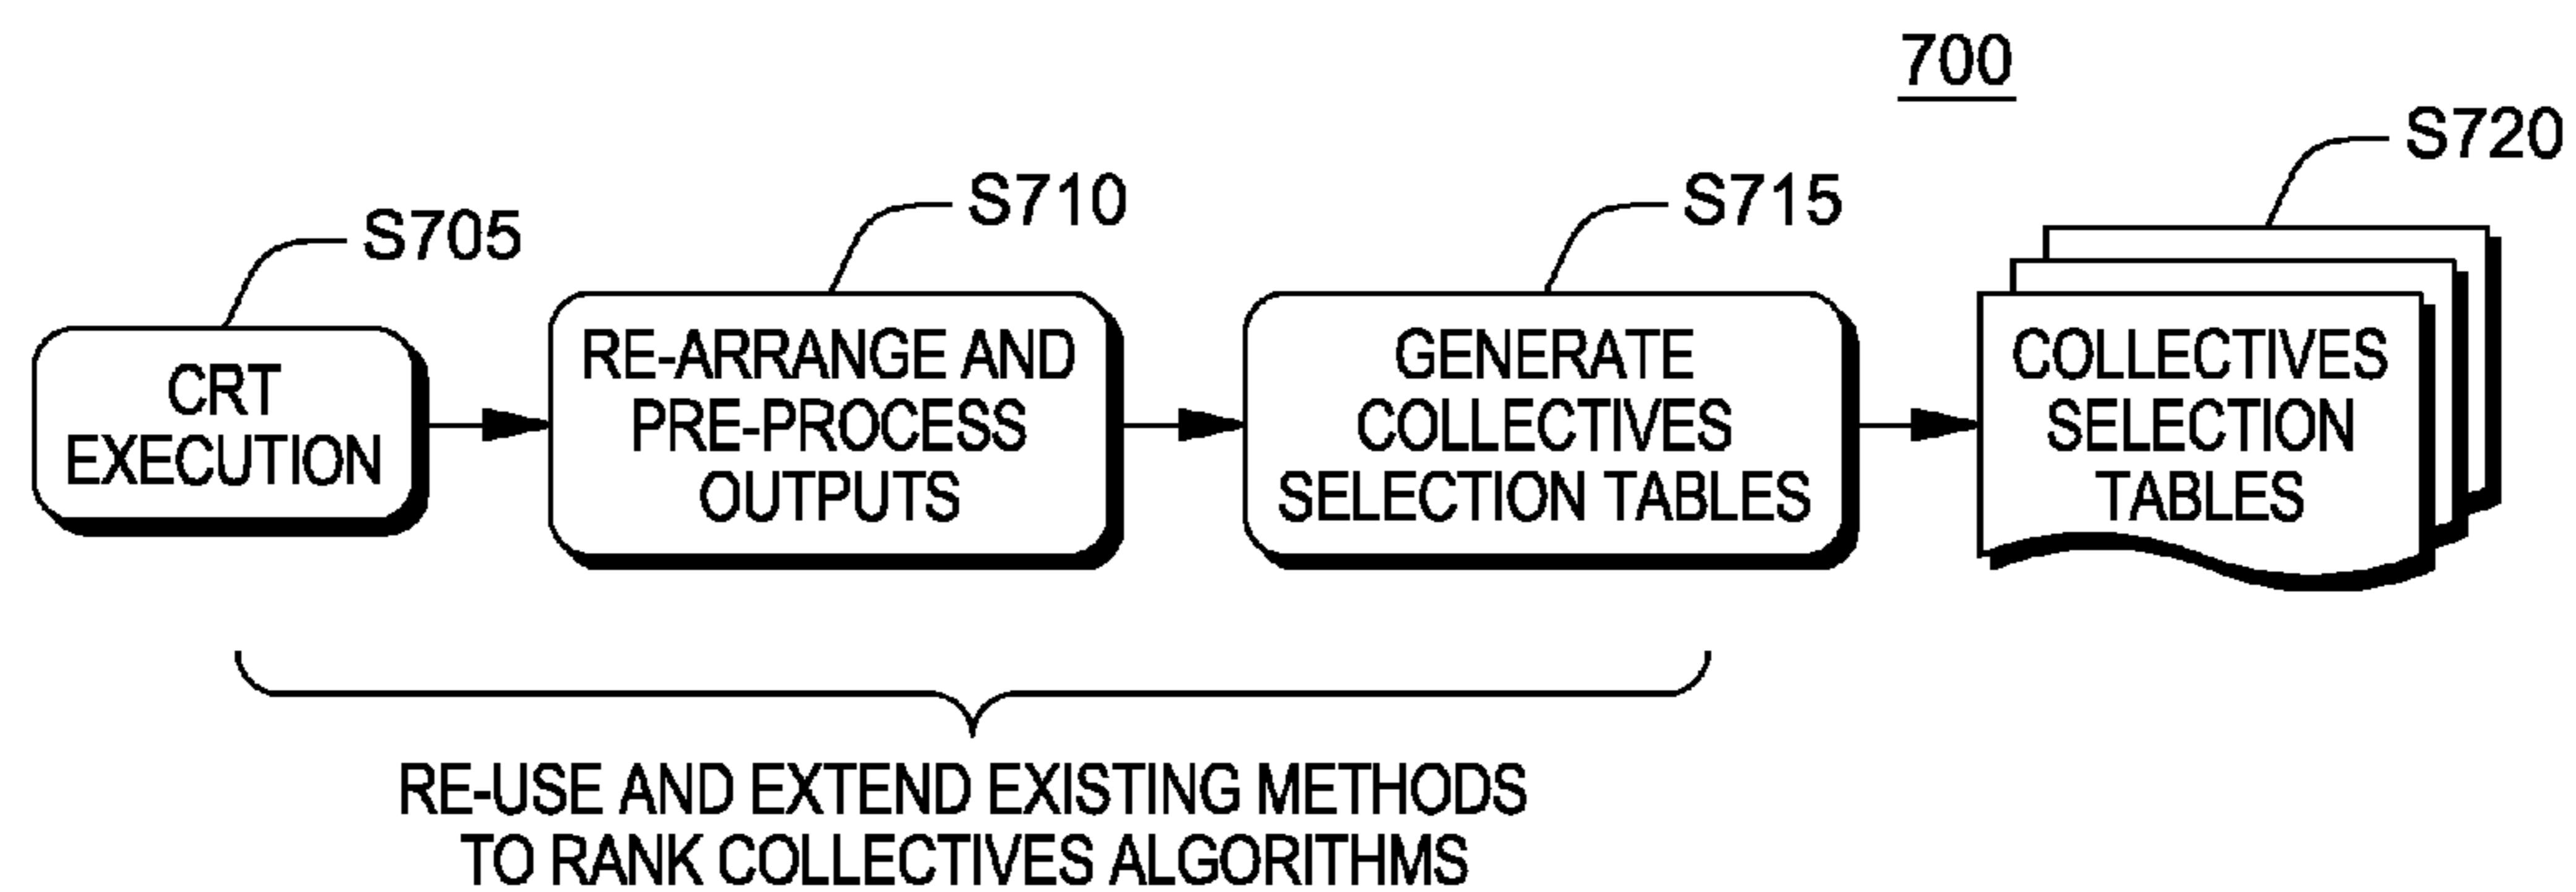 700
S705
S710
S715
S720
CRT
EXECUTION
RE-ARRANGE AND
PRE-PROCESS
OUTPUTS
GENERATE
COLLECTIVES
SELECTION TABLES
COLLECTIVES
SELECTION
TABLES
RE-USE AND EXTEND EXISTING METHODS
TO RANK COLLECTIVES ALGORITHMS